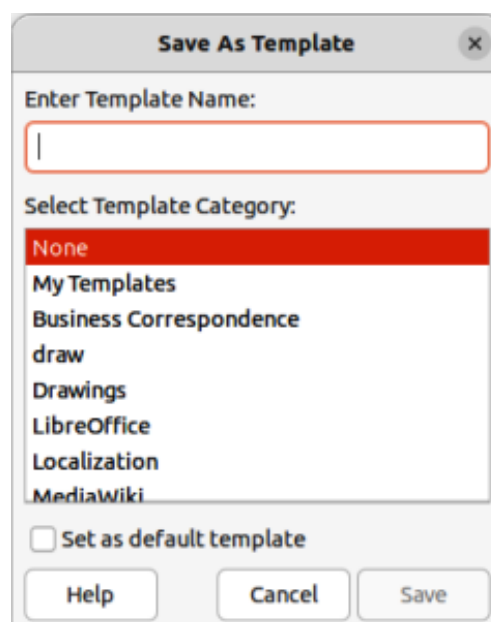 Save As Template
Enter Template Name:
Select Template Category:
None
My Templates
Business Correspondence
draw
Drawings
LibreOffice
Localization
MediaWiki
Set as default template
Help Cancel Save